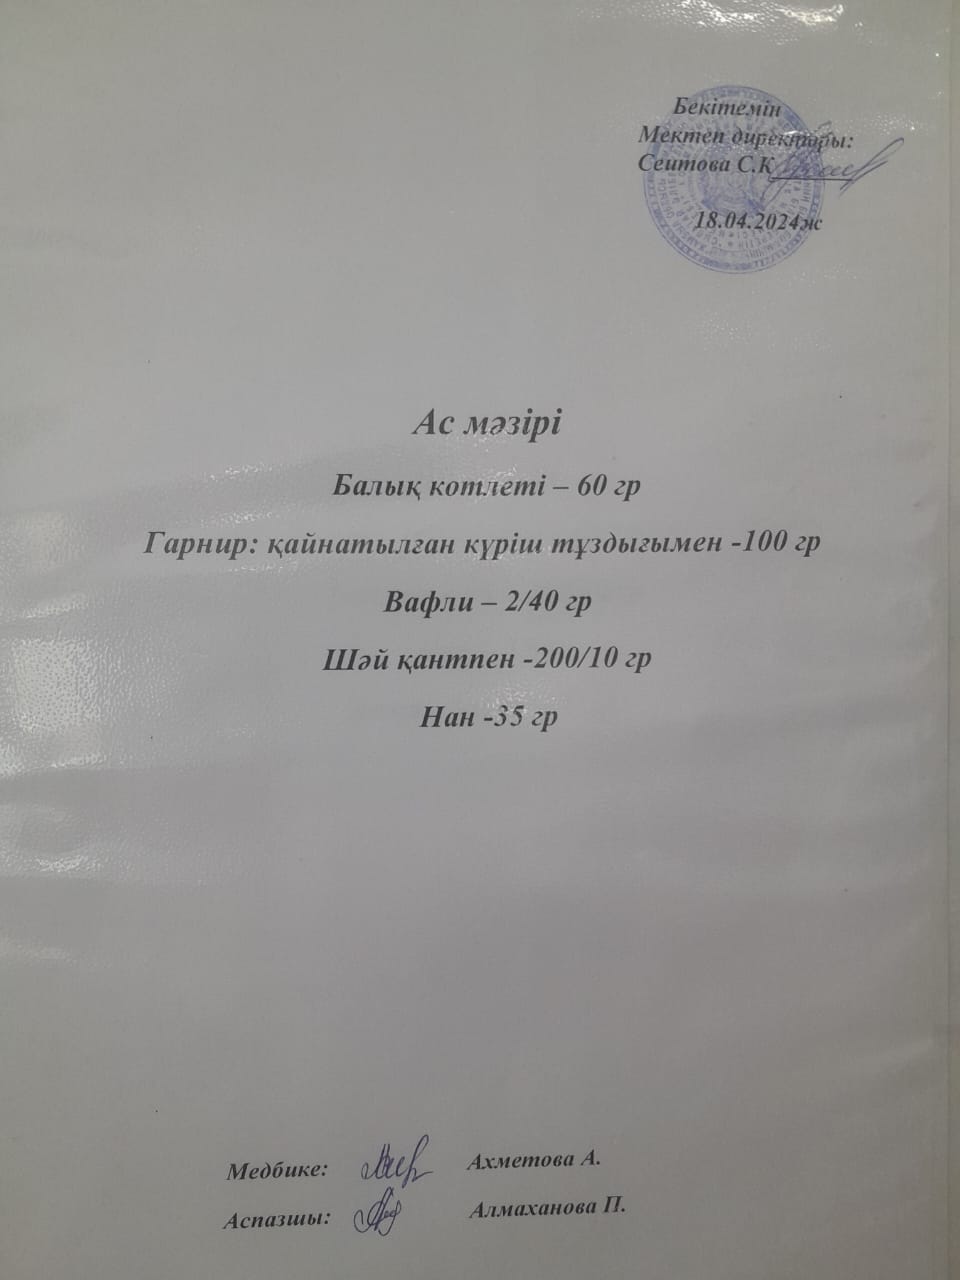 Бекітемін
Мектеп директоры:
Сеитова С.К
18.04.2024ж
Ас мәзірі
Балық котлеті – 60 гр
Гарнир: қайнатылған күріш тұздығымен -100 гр
Вафли – 2/40 гр
Шәй қантпен -200/10 гр
Нан -35 гр
Медбике: Ахметова А.
Аспазшы: Алмаханова П.